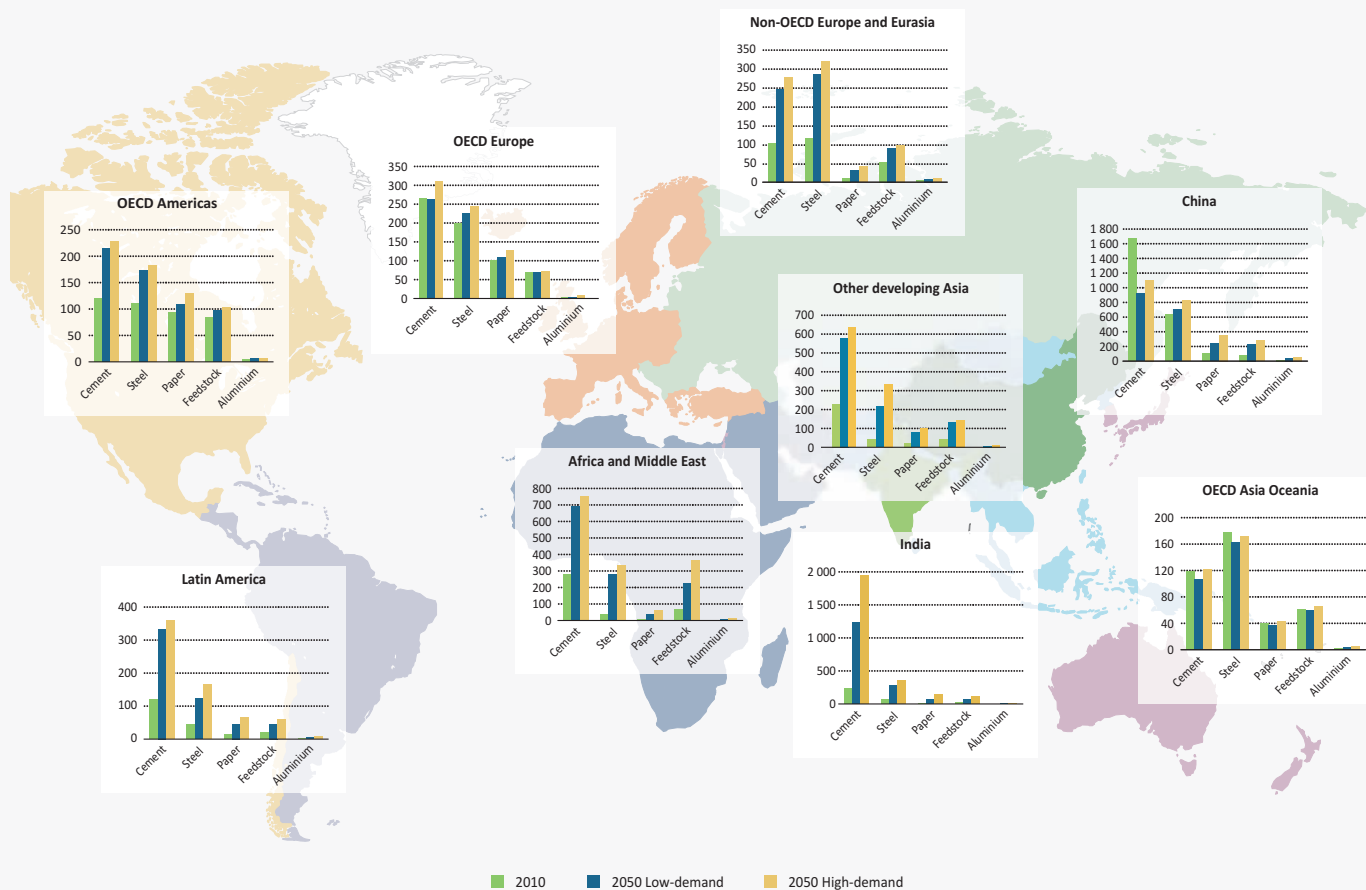 Non-OECD Europe and Eurasia
350
300
250
200
150
100
50
0
Cement
Steel
Paper
Feedstock
Aluminium
OECD Europe
350
300
250
200
150
100
50
0
Cement
Steel
Paper
Feedstock
Aluminium
OECD Americas
250
200
150
100
50
0
Cement
Steel
Paper
Feedstock
Aluminium
China
1 800
1 600
1 400
1 200
1 000
800
600
400
200
0
Cement
Steel
Paper
Feedstock
Aluminium
Other developing Asia
700
600
500
400
300
200
100
0
Cement
Steel
Paper
Feedstock
Aluminium
Africa and Middle East
800
700
600
500
400
300
200
100
0
Cement
Steel
Paper
Feedstock
Aluminium
OECD Asia Oceania
200
160
120
80
40
0
Cement
Steel
Paper
Feedstock
Aluminium
India
2 000
1 500
1 000
500
0
Cement
Steel
Paper
Feedstock
Aluminium
Latin America
400
300
200
100
0
Cement
Steel
Paper
Feedstock
Aluminium
2010 2050 Low-demand 2050 High-demand